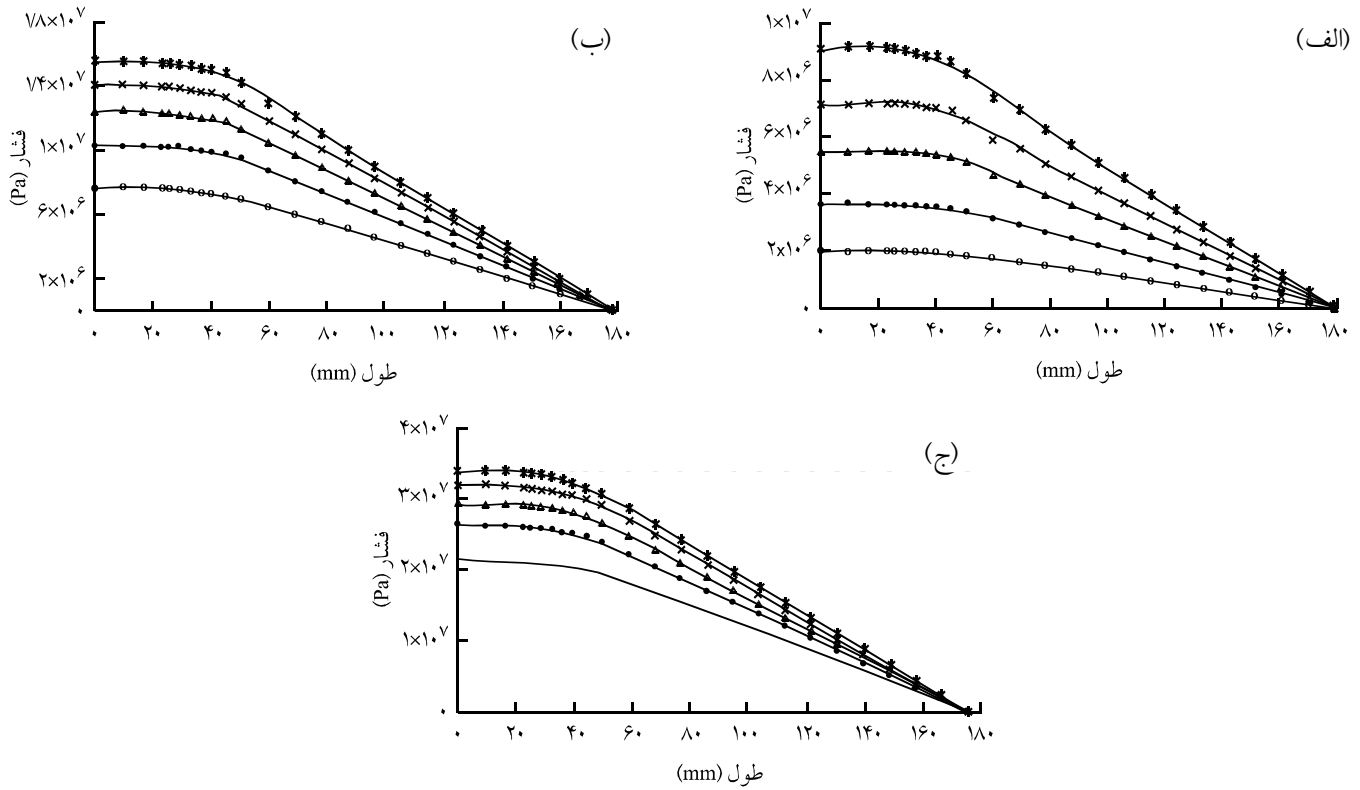 (الف)
۱×۱۰^۷
۸×۱۰^۶
۶×۱۰^۶
۴×۱۰^۶
۲×۱۰^۶
۰
فشار (Pa)
۰ ۲۰ ۴۰ ۶۰ ۸۰ ۱۰۰ ۱۲۰ ۱۴۰ ۱۶۰ ۱۸۰
طول (mm)
(ب)
۱/۸×۱۰^۷
۱/۴×۱۰^۷
۱×۱۰^۷
۶×۱۰^۶
۲×۱۰^۶
۰
فشار (Pa)
۰ ۲۰ ۴۰ ۶۰ ۸۰ ۱۰۰ ۱۲۰ ۱۴۰ ۱۶۰ ۱۸۰
طول (mm)
(ج)
۴×۱۰^۷
۳×۱۰^۷
۲×۱۰^۷
۱×۱۰^۷
۰
فشار (Pa)
۰ ۲۰ ۴۰ ۶۰ ۸۰ ۱۰۰ ۱۲۰ ۱۴۰ ۱۶۰ ۱۸۰
طول (mm)